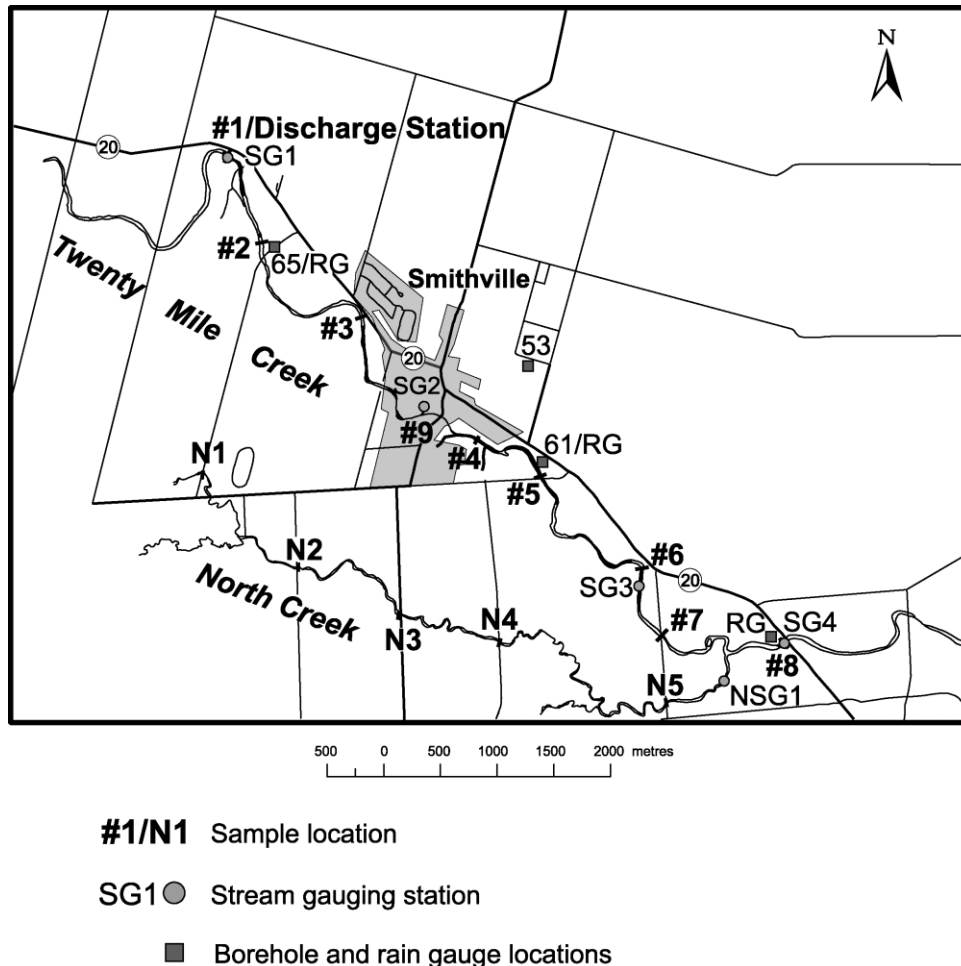 N
#1/Discharge Station
20
SG1
#2
65/RG
Twenty Mile Creek
Smithville
#3
20
53
SG2
#9
#4
61/RG
N1
#5
N2
#6
20
North Creek
SG3
N3
N4
#7
RG
SG4
#8
N5
NSG1
500 0 500 1000 1500 2000 metres
#1/N1 Sample location
SG1 Stream gauging station
Borehole and rain gauge locations